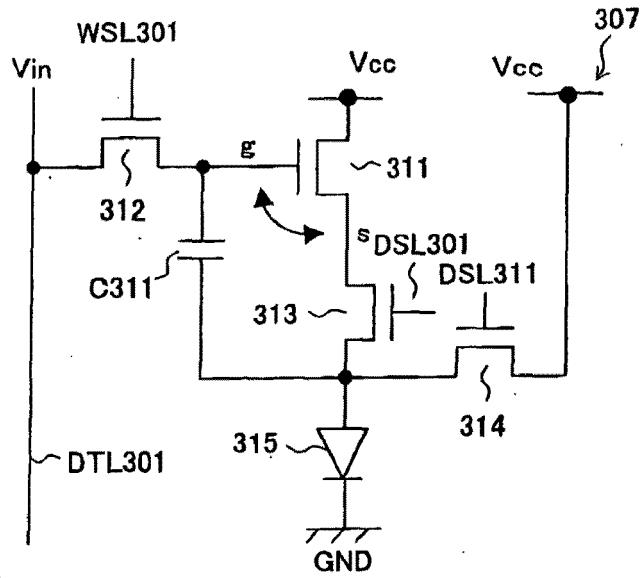 WSL301
307
Vin
Vcc
Vcc
g
311
312
s
DSL301
DSL311
C311
313
314
315
DTL301
GND